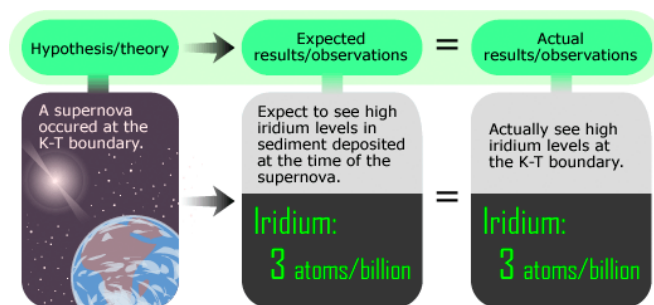 Hypothesis/theory
Expected
results/observations
=
Actual
results/observations
A supernova
occured at the
K-T boundary.
Expect to see high
iridium levels in
sediment deposited
at the time of the
supernova.
Iridium:
3 atoms/billion
=
Actually see high
iridium levels at
the K-T boundary.
Iridium:
3 atoms/billion